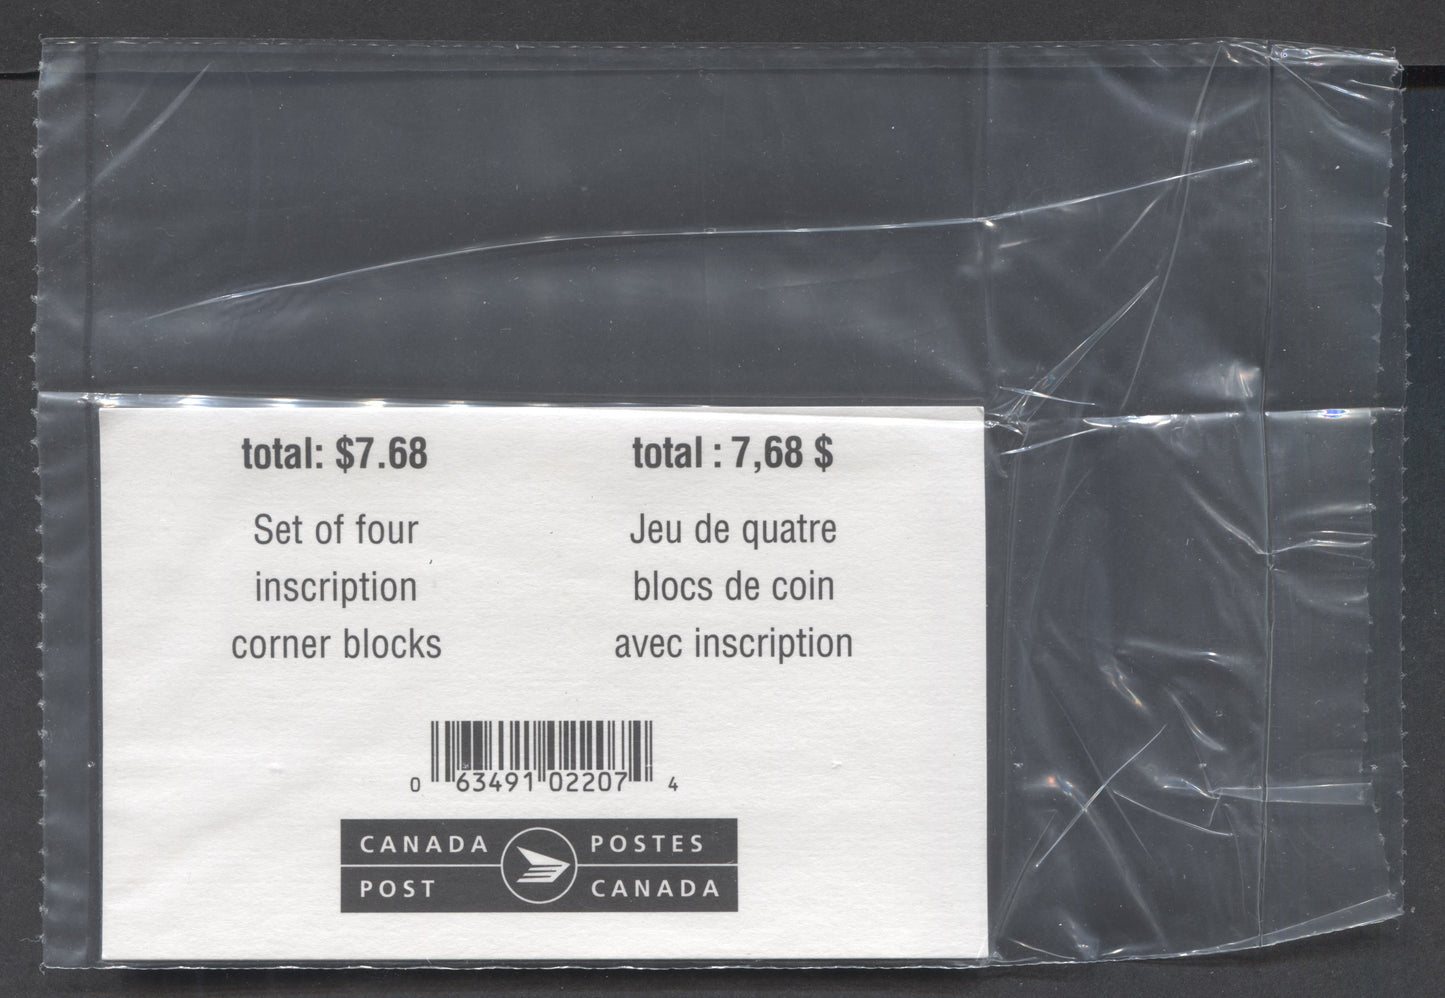 total: $7.68
Set of four
inscription
corner blocks
total : 7,68 $
Jeu de quatre
blocs de coin
avec inscription
0 63491 02207 4
CANADA POSTES
POST CANADA